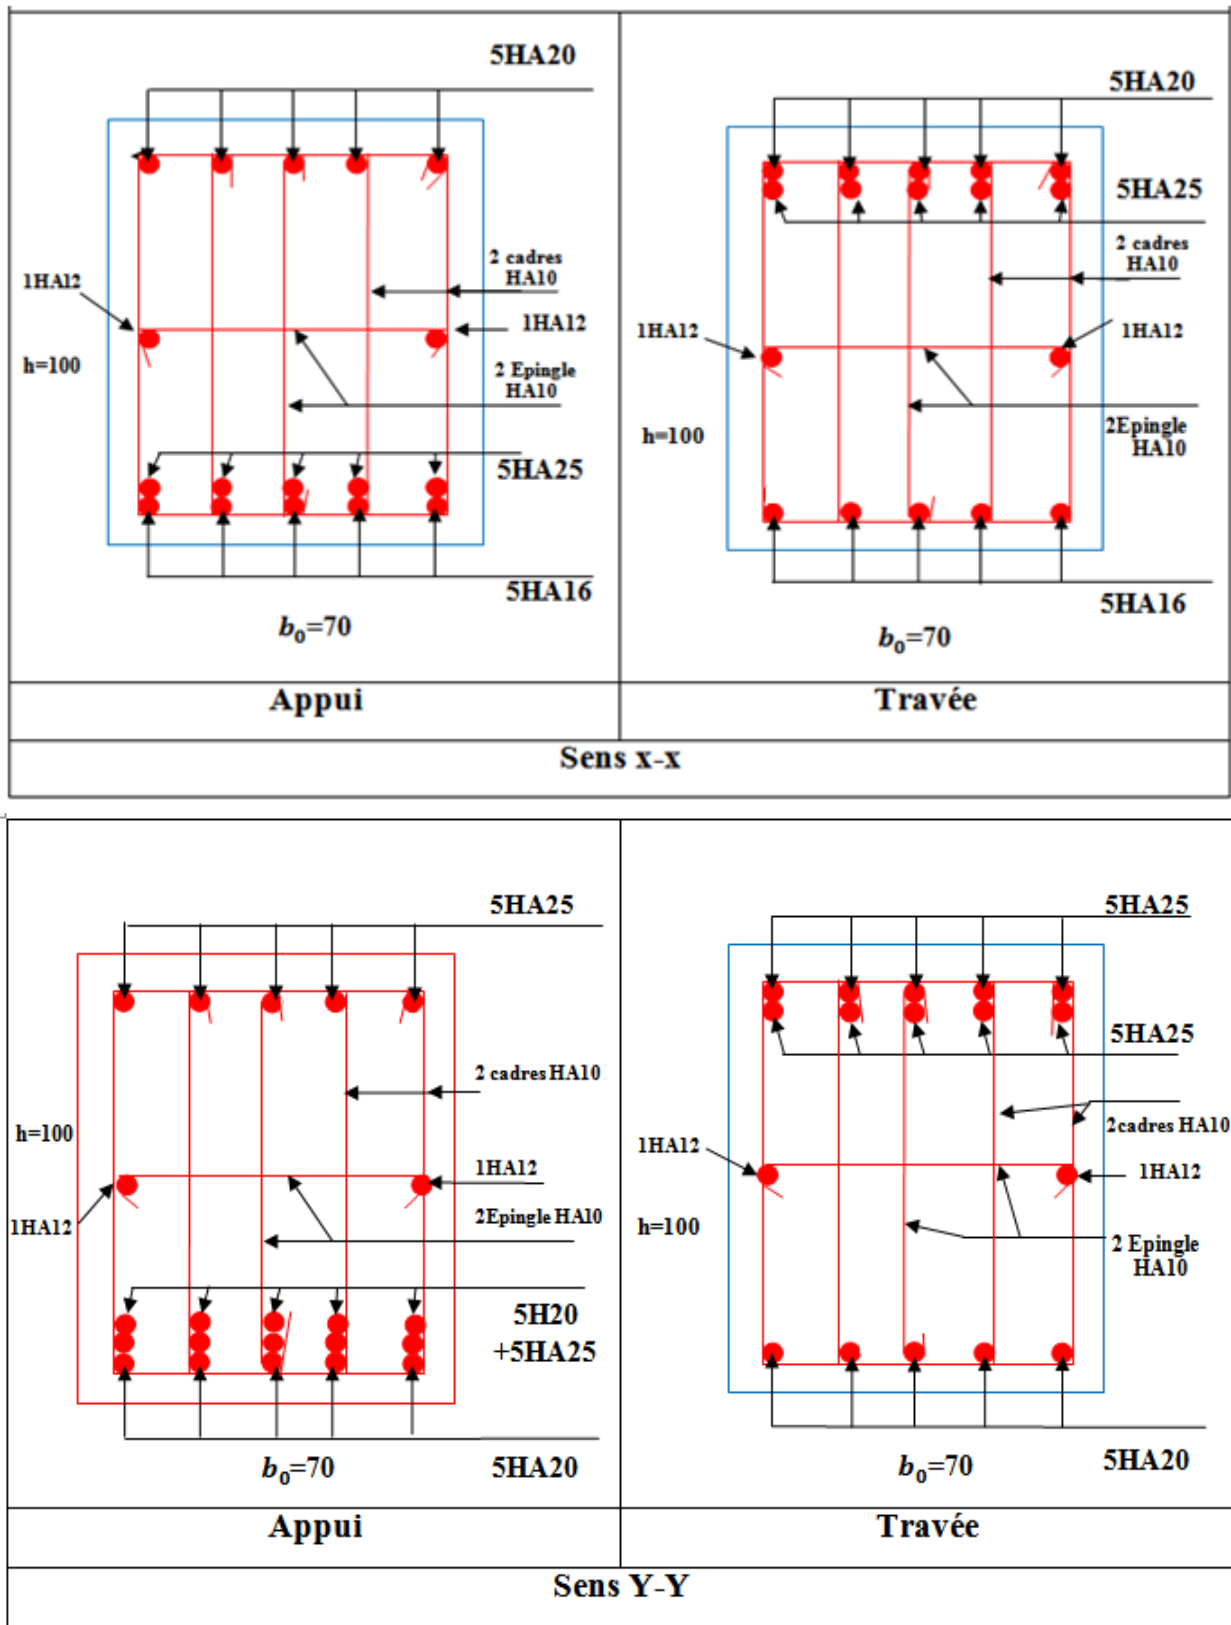 5HA20
2 cadres
HA10
1HA12
1HA12
h=100
2 Epingle
HA10
5HA25
5HA16
b₀=70
Appui
5HA20
5HA25
2 cadres
HA10
1HA12
1HA12
2Epingle
HA10
h=100
5HA16
b₀=70
Travée
Sens x-x
5HA25
2 cadres HA10
h=100
1HA12
2Epingle HA10
1HA12
5H20
+5HA25
b₀=70
5HA20
Appui
5HA25
5HA25
2cadres HA10
1HA12
1HA12
h=100
2 Epingle
HA10
b₀=70
5HA20
Travée
Sens Y-Y